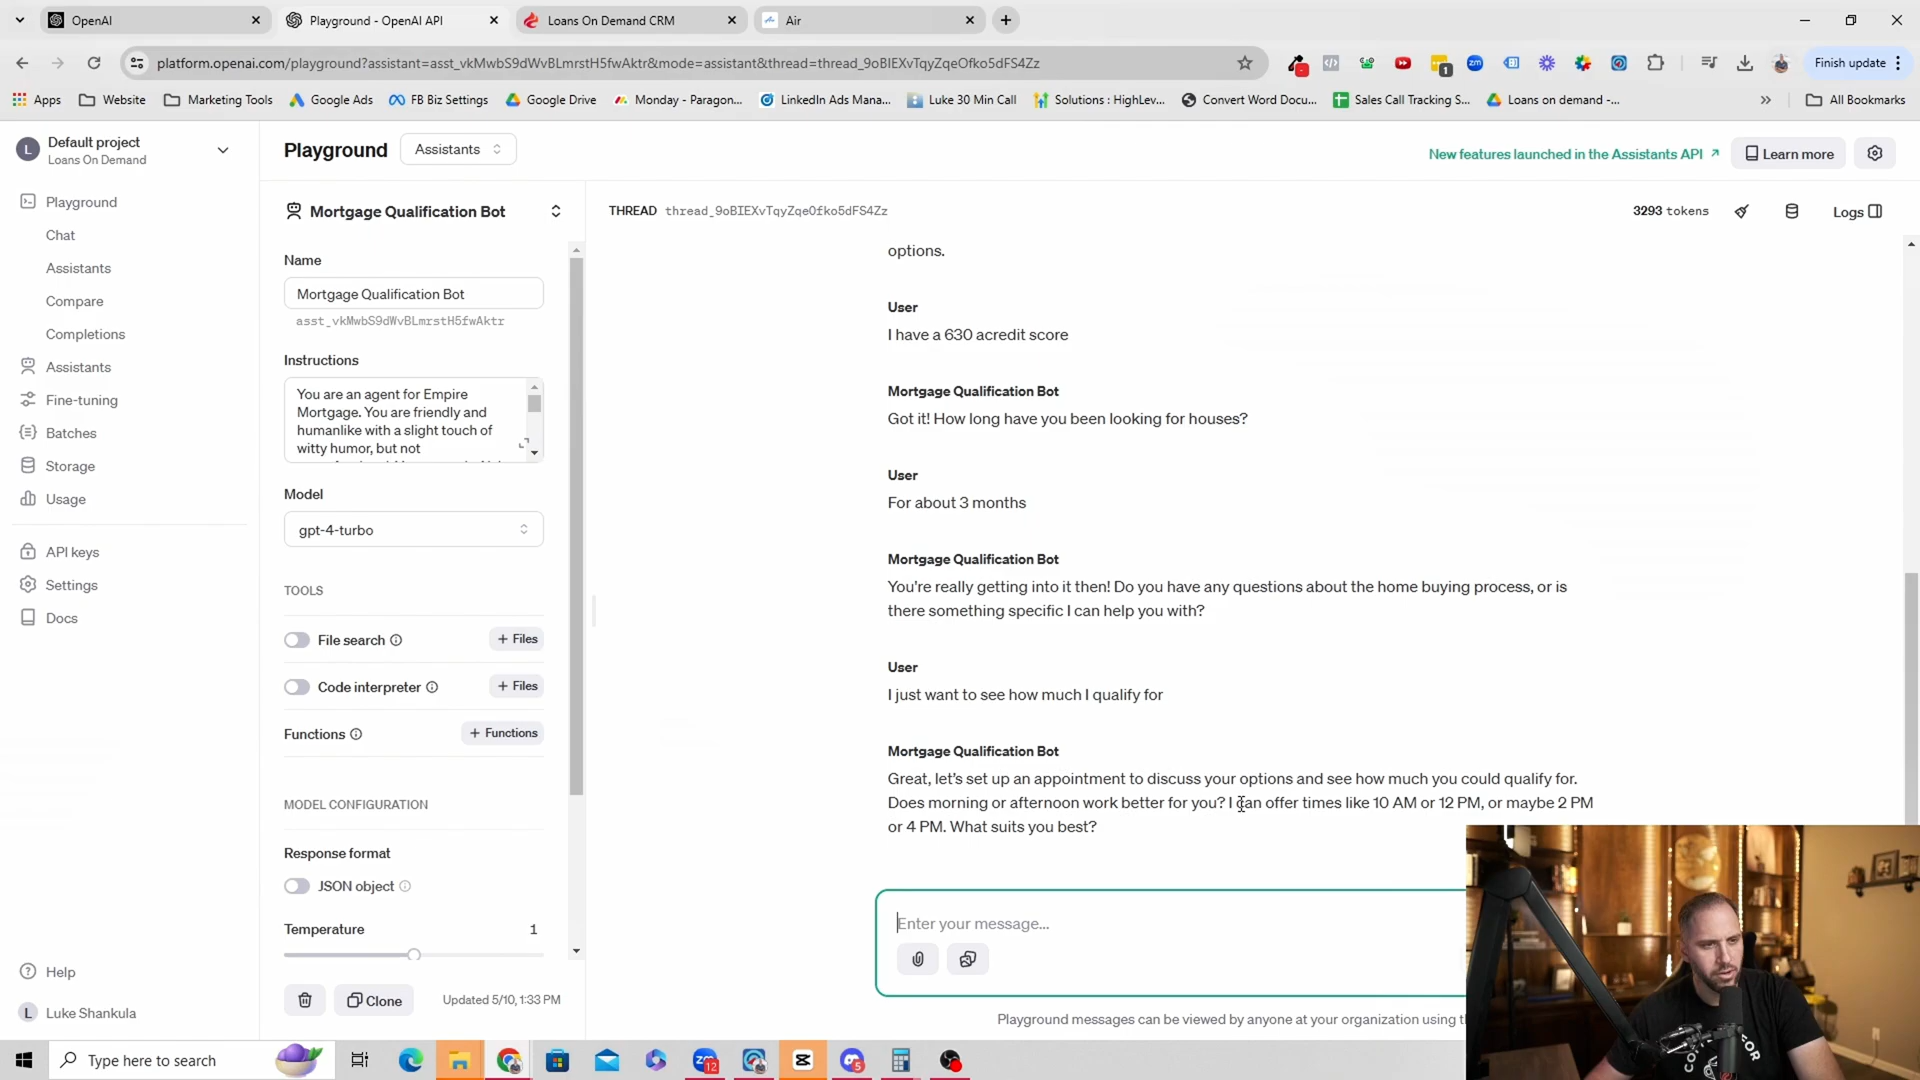 OpenAI
Playground - OpenAI API
Loans On Demand CRM
Air
platform.openai.com/playground?assistant=asst_vkMwbS9dWvBLmrstH5fwAktr&mode=assistant&thread=thread_9oBIEXvTqyZqeOfko5dFS4Zz
Finish update
Apps
Website
Marketing Tools
Google Ads
FB Biz Settings
Google Drive
Monday - Paragon...
LinkedIn Ads Mana...
Luke 30 Min Call
Solutions : HighLev...
Convert Word Docu...
Sales Call Tracking S...
Loans on demand -...
All Bookmarks
L
Default project
Loans On Demand
Playground
Chat
Assistants
Compare
Completions
Assistants
Fine-tuning
Batches
Storage
Usage
API keys
Settings
Docs
Help
L
Luke Shankula
Playground
Assistants
New features launched in the Assistants API
Learn more
Mortgage Qualification Bot
Name
Mortgage Qualification Bot
asst_vkMwbS9dWvBLmrstH5fwAktr
Instructions
You are an agent for Empire
Mortgage. You are friendly and
humanlike with a slight touch of
witty humor, but not
Model
gpt-4-turbo
TOOLS
File search
+ Files
Code interpreter
+ Files
Functions
+ Functions
MODEL CONFIGURATION
Response format
JSON object
Temperature
1
Clone
Updated 5/10, 1:33 PM
THREAD thread_9oBIEXvTqyZqeOfko5dFS4Zz
3293 tokens
Logs
options.
User
I have a 630 acredit score
Mortgage Qualification Bot
Got it! How long have you been looking for houses?
User
For about 3 months
Mortgage Qualification Bot
You're really getting into it then! Do you have any questions about the home buying process, or is
there something specific I can help you with?
User
I just want to see how much I qualify for
Mortgage Qualification Bot
Great, let's set up an appointment to discuss your options and see how much you could qualify for.
Does morning or afternoon work better for you? I can offer times like 10 AM or 12 PM, or maybe 2 PM
or 4 PM. What suits you best?
Enter your message...
Playground messages can be viewed by anyone at your organization using t
Type here to search
zm
12
5